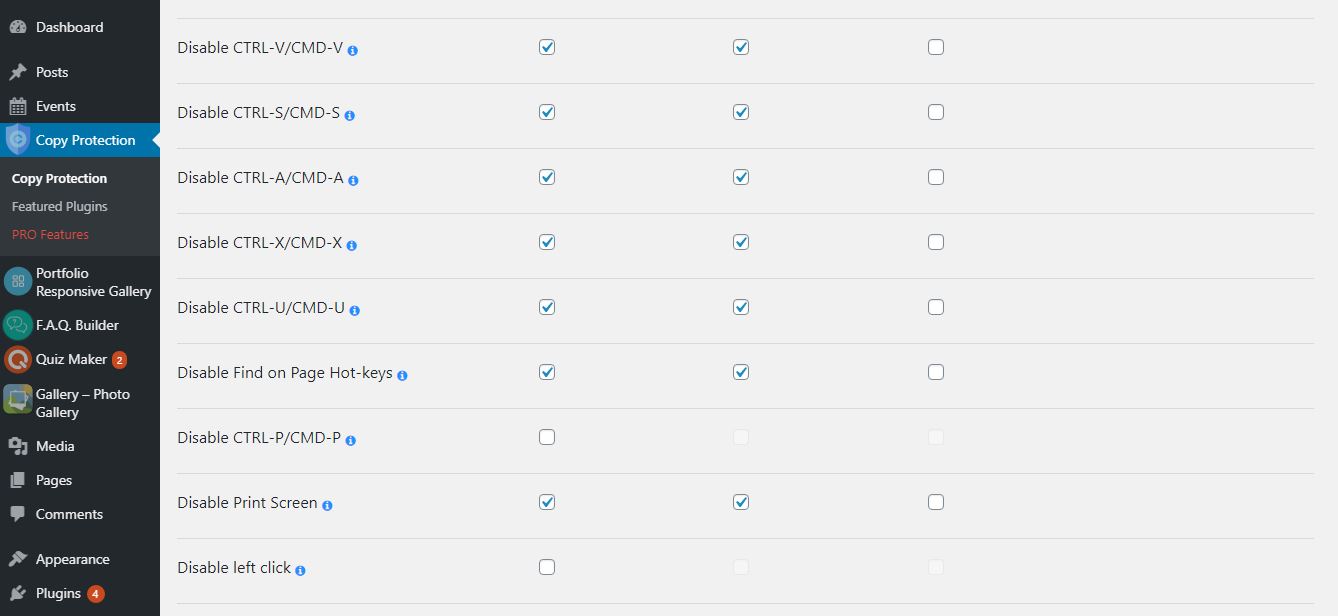 Dashboard
Posts
Events
Copy Protection
Copy Protection
Featured Plugins
PRO Features
Portfolio
Responsive Gallery
F.A.Q. Builder
Quiz Maker 2
Gallery – Photo
Gallery
Media
Pages
Comments
Appearance
Plugins 4
Disable CTRL-V/CMD-V
Disable CTRL-S/CMD-S
Disable CTRL-A/CMD-A
Disable CTRL-X/CMD-X
Disable CTRL-U/CMD-U
Disable Find on Page Hot-keys
Disable CTRL-P/CMD-P
Disable Print Screen
Disable left click